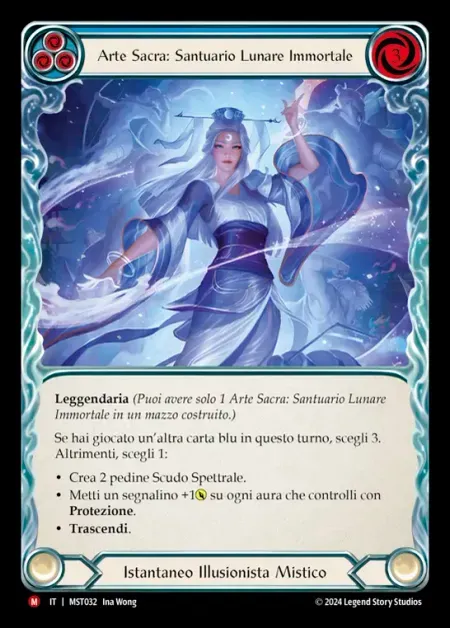 Arte Sacra: Santuario Lunare Immortale
3
Leggendaria (Puoi avere solo 1 Arte Sacra: Santuario Lunare
Immortale in un mazzo costruito.)
Se hai giocato un'altra carta blu in questo turno, scegli 3.
Altrimenti, scegli 1:
• Crea 2 pedine Scudo Spettrale.
• Metti un segnalino +1 su ogni aura che controlli con
Protezione.
• Trascendi.
Istantaneo Illusionista Mistico
M IT | MST032 Ina Wong
© 2024 Legend Story Studios